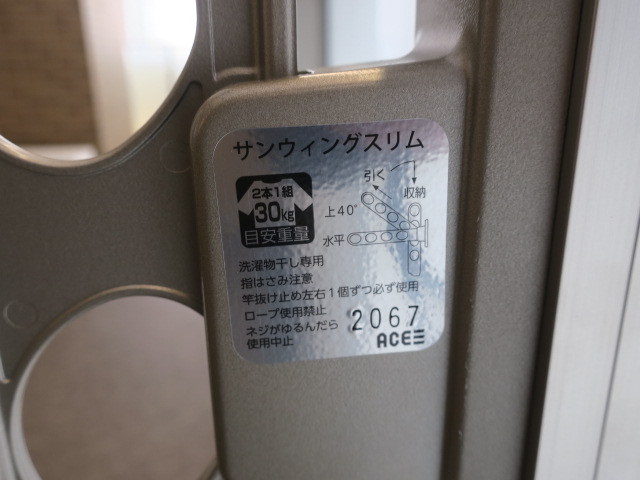 サンウィングスリム
2本1組
30kg
目安重量
引く
収納
上40°
水平
洗濯物干し専用
指はさみ注意
竿抜け止め左右1個ずつ必ず使用
ロープ使用禁止
ネジがゆるんだら
使用中止
2067
ACE